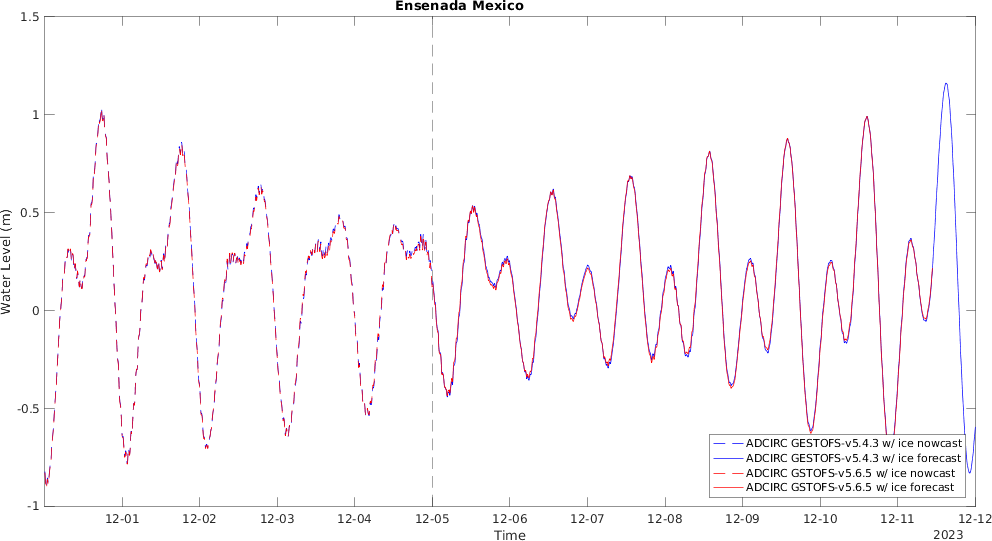 Ensenada Mexico
1.5
1
0.5
0
-0.5
-1
Water Level (m)
12-01 12-02 12-03 12-04 12-05 12-06 12-07 12-08 12-09 12-10 12-11 12-12
Time
2023
ADCIRC GESTOFS-v5.4.3 w/ ice nowcast
ADCIRC GESTOFS-v5.4.3 w/ ice forecast
ADCIRC GSTOFS-v5.6.5 w/ ice nowcast
ADCIRC GSTOFS-v5.6.5 w/ ice forecast